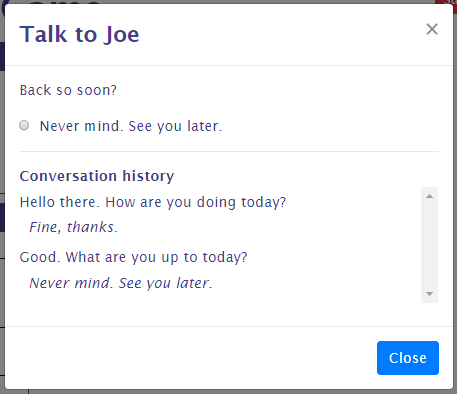 Talk to Joe
×
Back so soon?
Never mind. See you later.
Conversation history
Hello there. How are you doing today?
Fine, thanks.
Good. What are you up to today?
Never mind. See you later.
Close